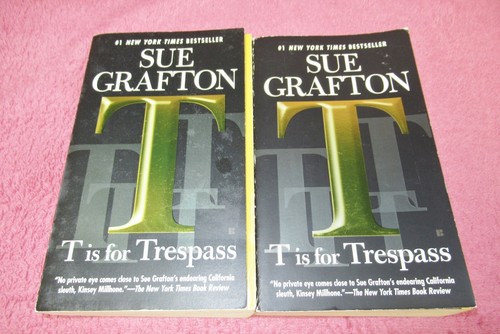 #1 NEW YORK TIMES BESTSELLER
SUE
GRAFTON
T
T is for Trespass
"No private eye comes close to Sue Grafton's endearing California
sleuth, Kinsey Millhone."—The New York Times Book Review
#1 NEW YORK TIMES BESTSELLER
SUE
GRAFTON
T
T is for Trespass
"No private eye comes close to Sue Grafton's endearing California
sleuth, Kinsey Millhone."—The New York Times Book Review